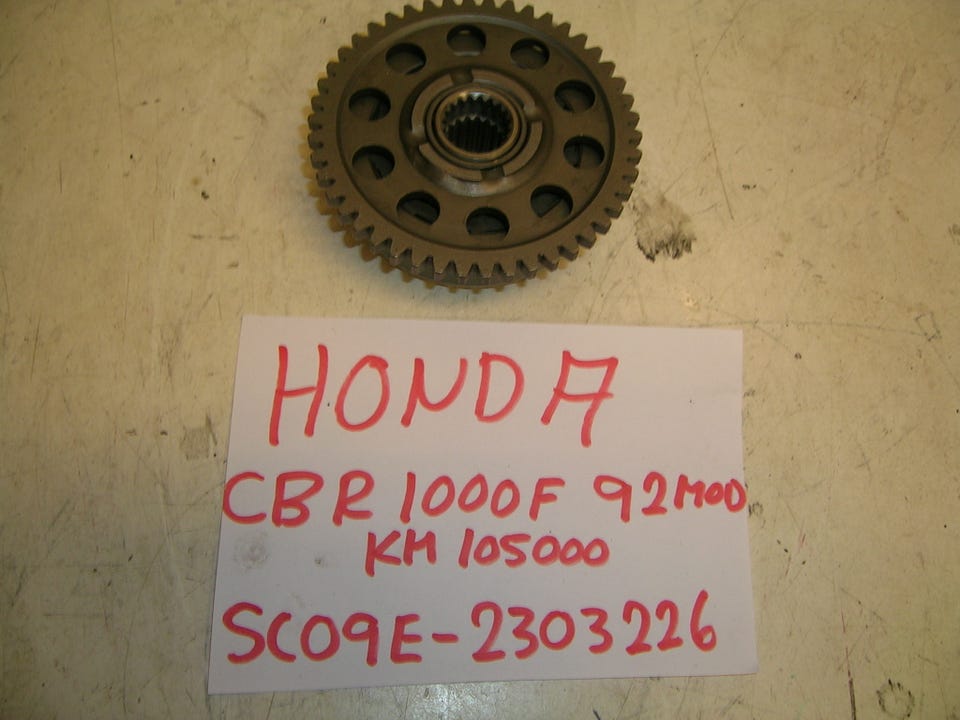 HONDA
CBR 1000F 92MOD
KM 105000
SC09E-2303226